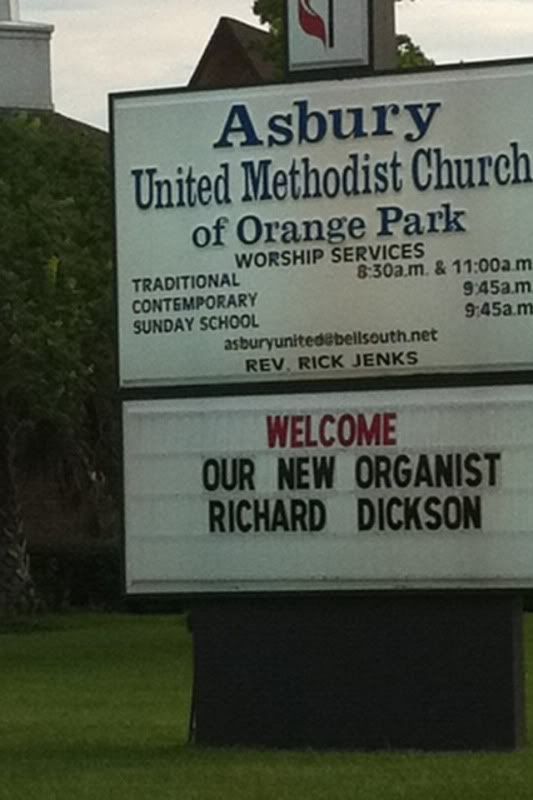 Asbury
United Methodist Church
of Orange Park
WORSHIP SERVICES
TRADITIONAL 8:30a.m. & 11:00a.m
CONTEMPORARY 9:45a.m
SUNDAY SCHOOL 9:45a.m
asburyunited@bellsouth.net
REV. RICK JENKS
WELCOME
OUR NEW ORGANIST
RICHARD DICKSON